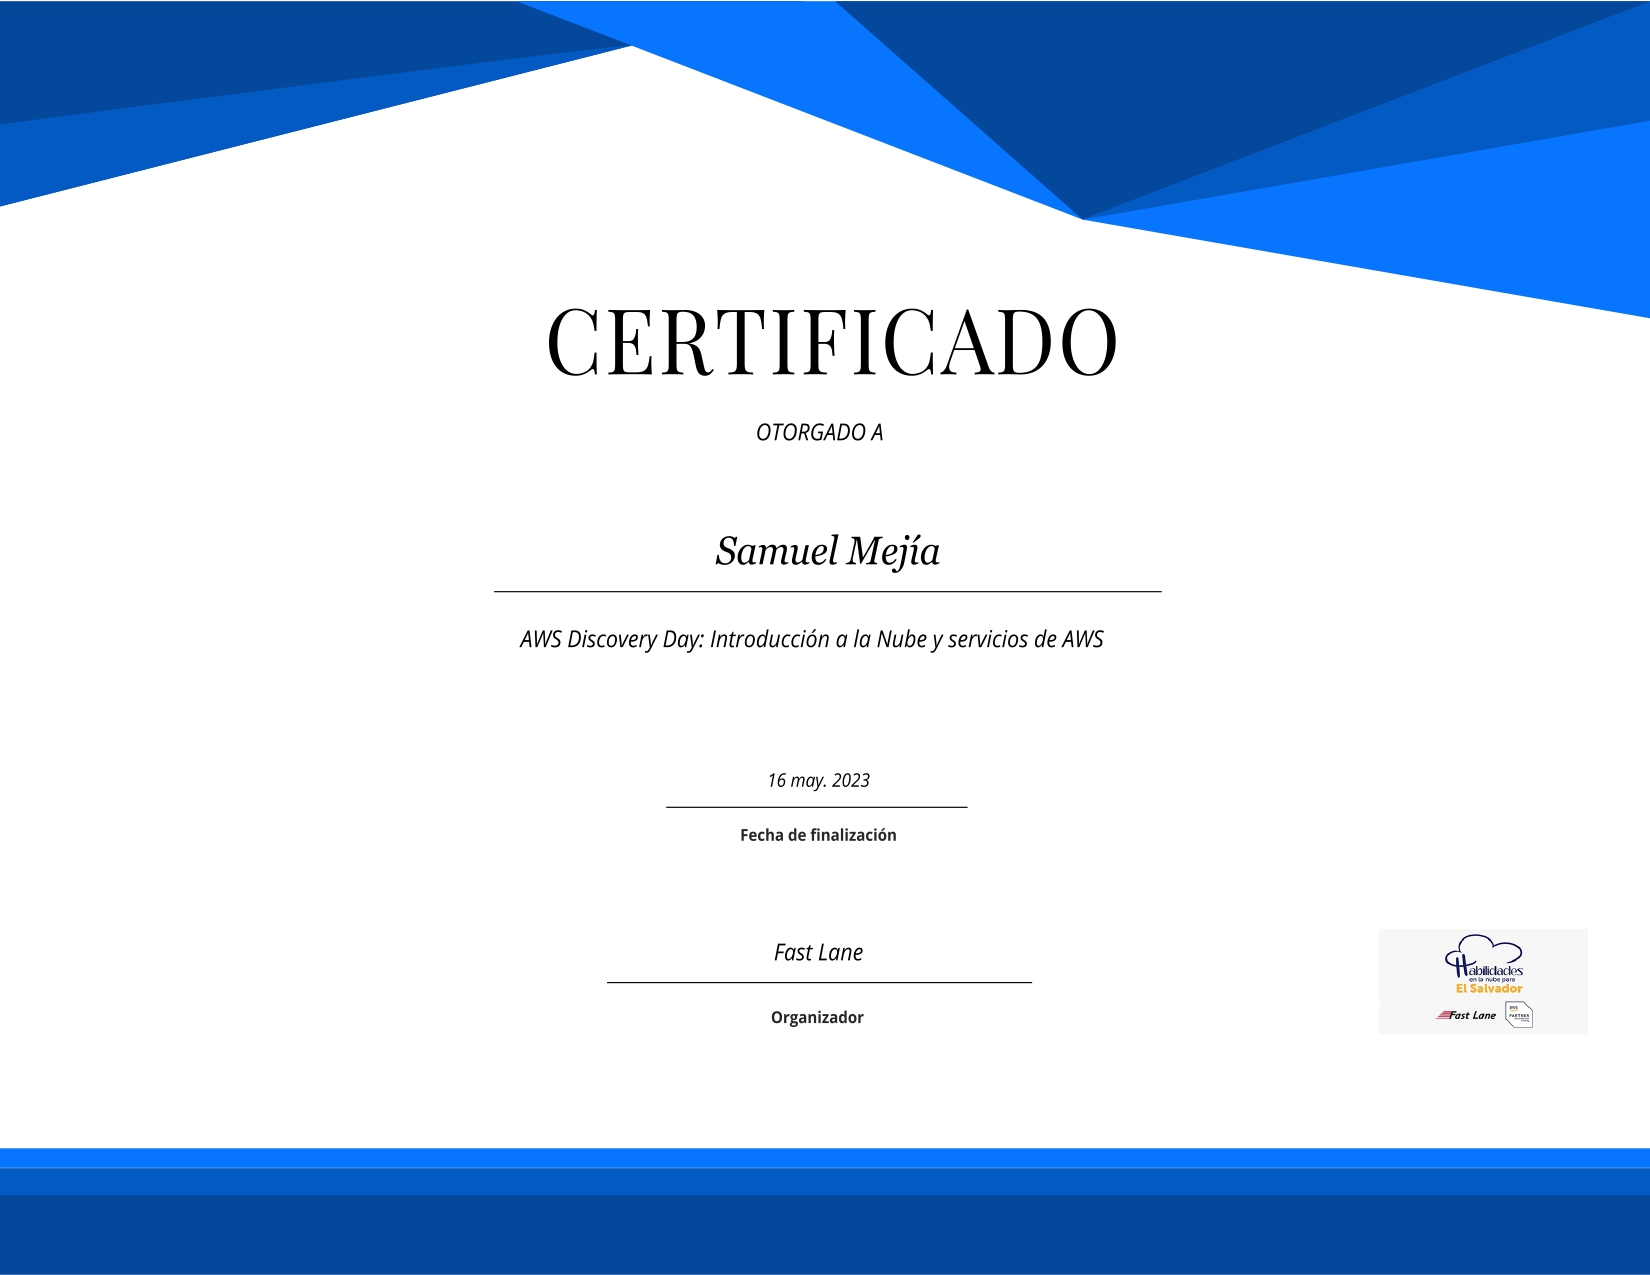 CERTIFICADO
OTORGADO A
Samuel Mejía
AWS Discovery Day: Introducción a la Nube y servicios de AWS
16 may. 2023
Fecha de finalización
Fast Lane
Organizador
Habilidades
en la nube para
El Salvador
Fast Lane
aws
PARTNER